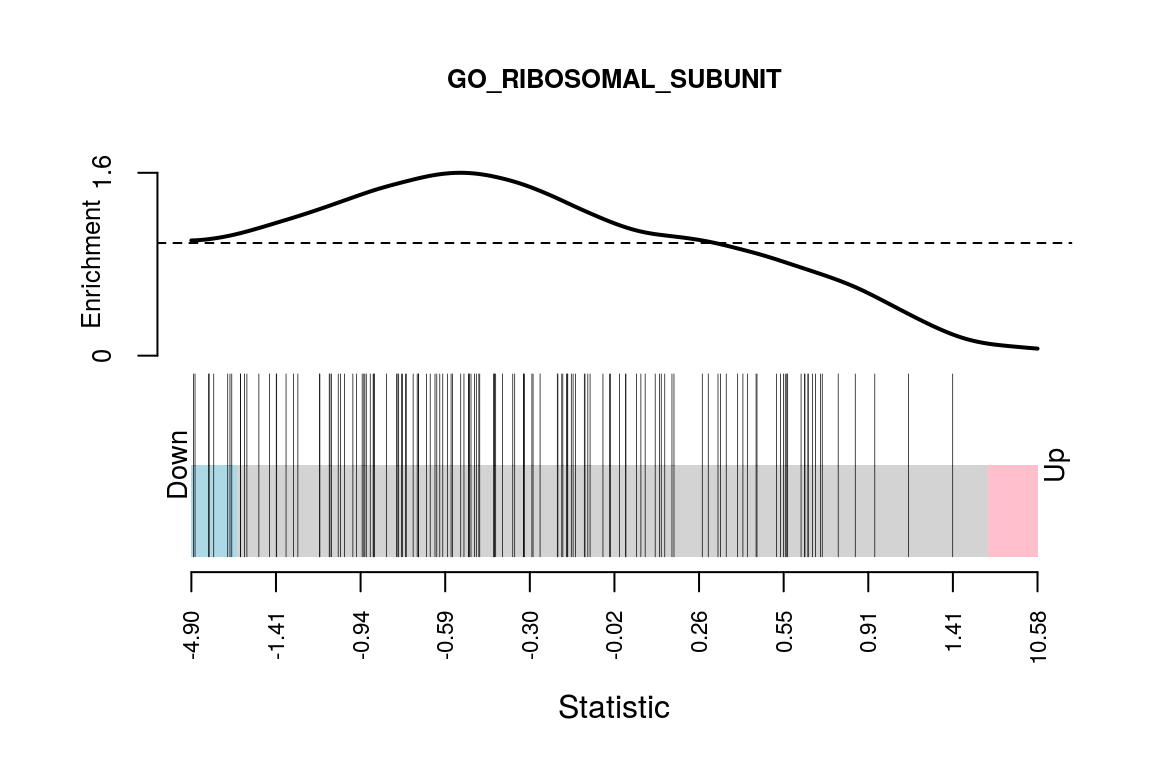 GO_RIBOSOMAL_SUBUNIT
1.6
Enrichment
0
Down
Up
-4.90
-1.41
-0.94
-0.59
-0.30
-0.02
0.26
0.55
0.91
1.41
10.58
Statistic